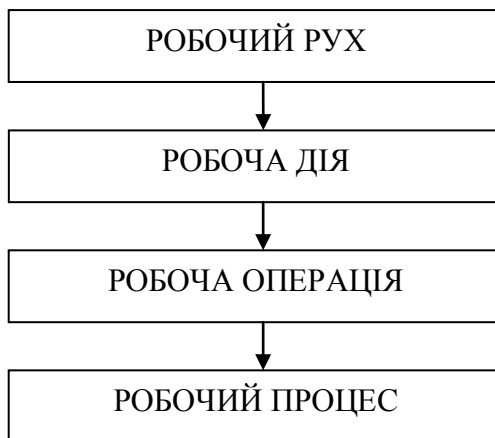 РОБОЧИЙ РУХ
РОБОЧА ДІЯ
РОБОЧА ОПЕРАЦІЯ
РОБОЧИЙ ПРОЦЕС